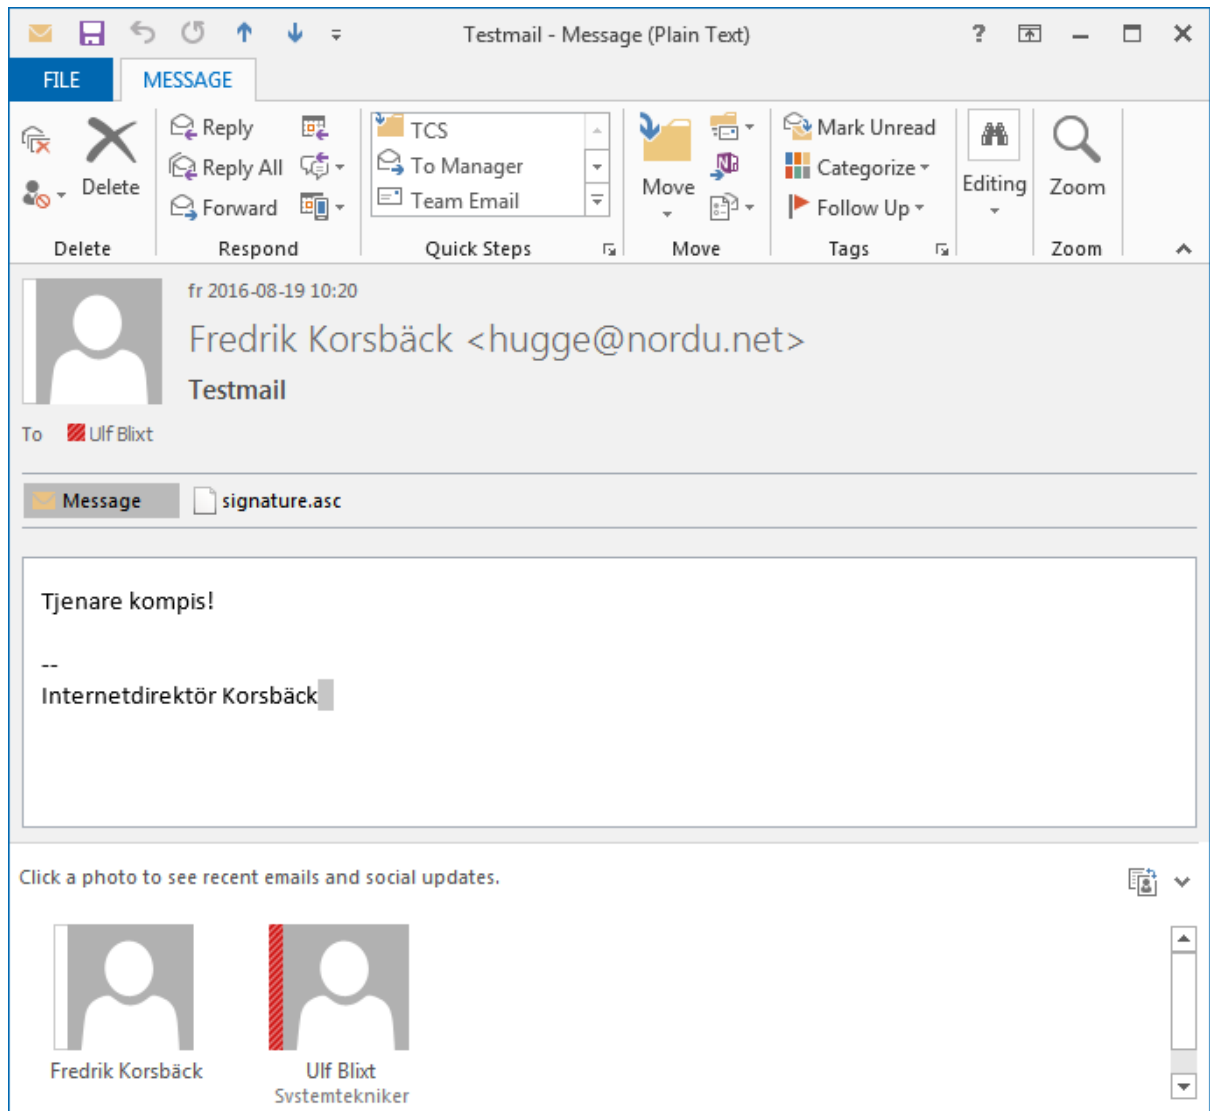 Testmail - Message (Plain Text)
?
FILE MESSAGE
Delete
Reply
Reply All
Forward
TCS
To Manager
Team Email
Move
Mark Unread
Categorize
Follow Up
Editing
Zoom
Delete Respond Quick Steps Move Tags Zoom
fr 2016-08-19 10:20
Fredrik Korsbäck <hugge@nordu.net>
Testmail
To Ulf Blixt
Message signature.asc
Tjenare kompis!
--
Internetdirektör Korsbäck
Click a photo to see recent emails and social updates.
Fredrik Korsbäck Ulf Blixt
Systemtekniker